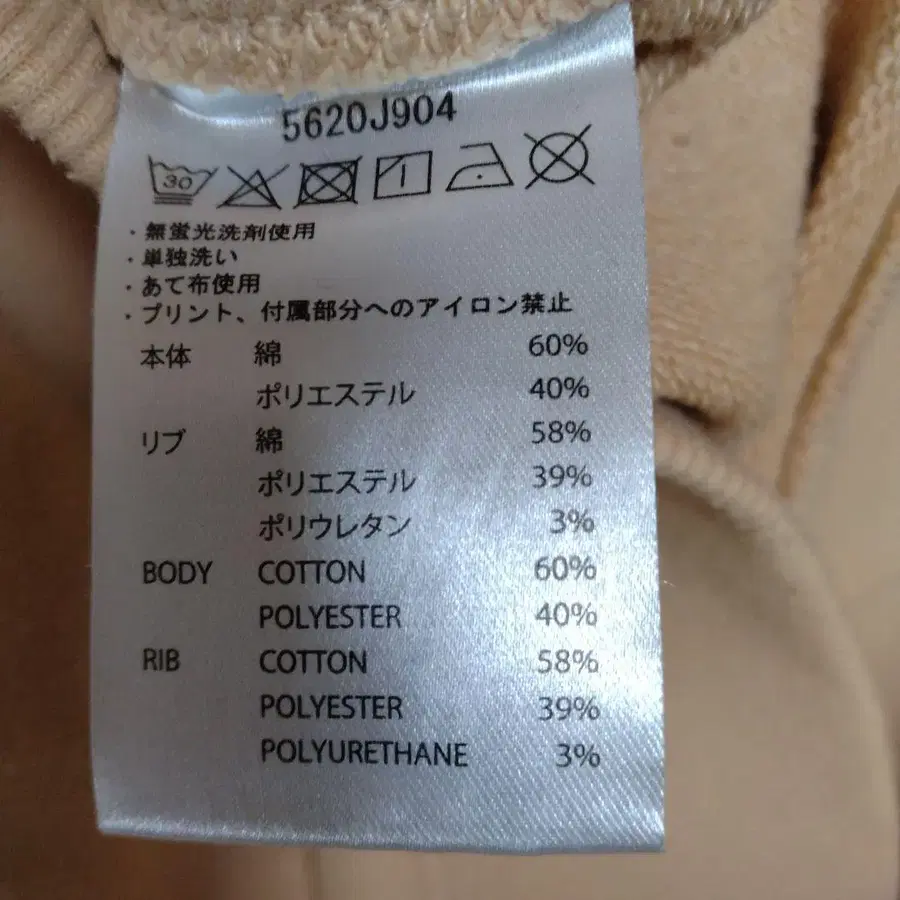 5620J904
30
・無蛍光洗剤使用
・単独洗い
・あて布使用
・プリント、付属部分へのアイロン禁止
本体 綿 60%
ポリエステル 40%
リブ 綿 58%
ポリエステル 39%
ポリウレタン 3%
BODY COTTON 60%
POLYESTER 40%
RIB COTTON 58%
POLYESTER 39%
POLYURETHANE 3%